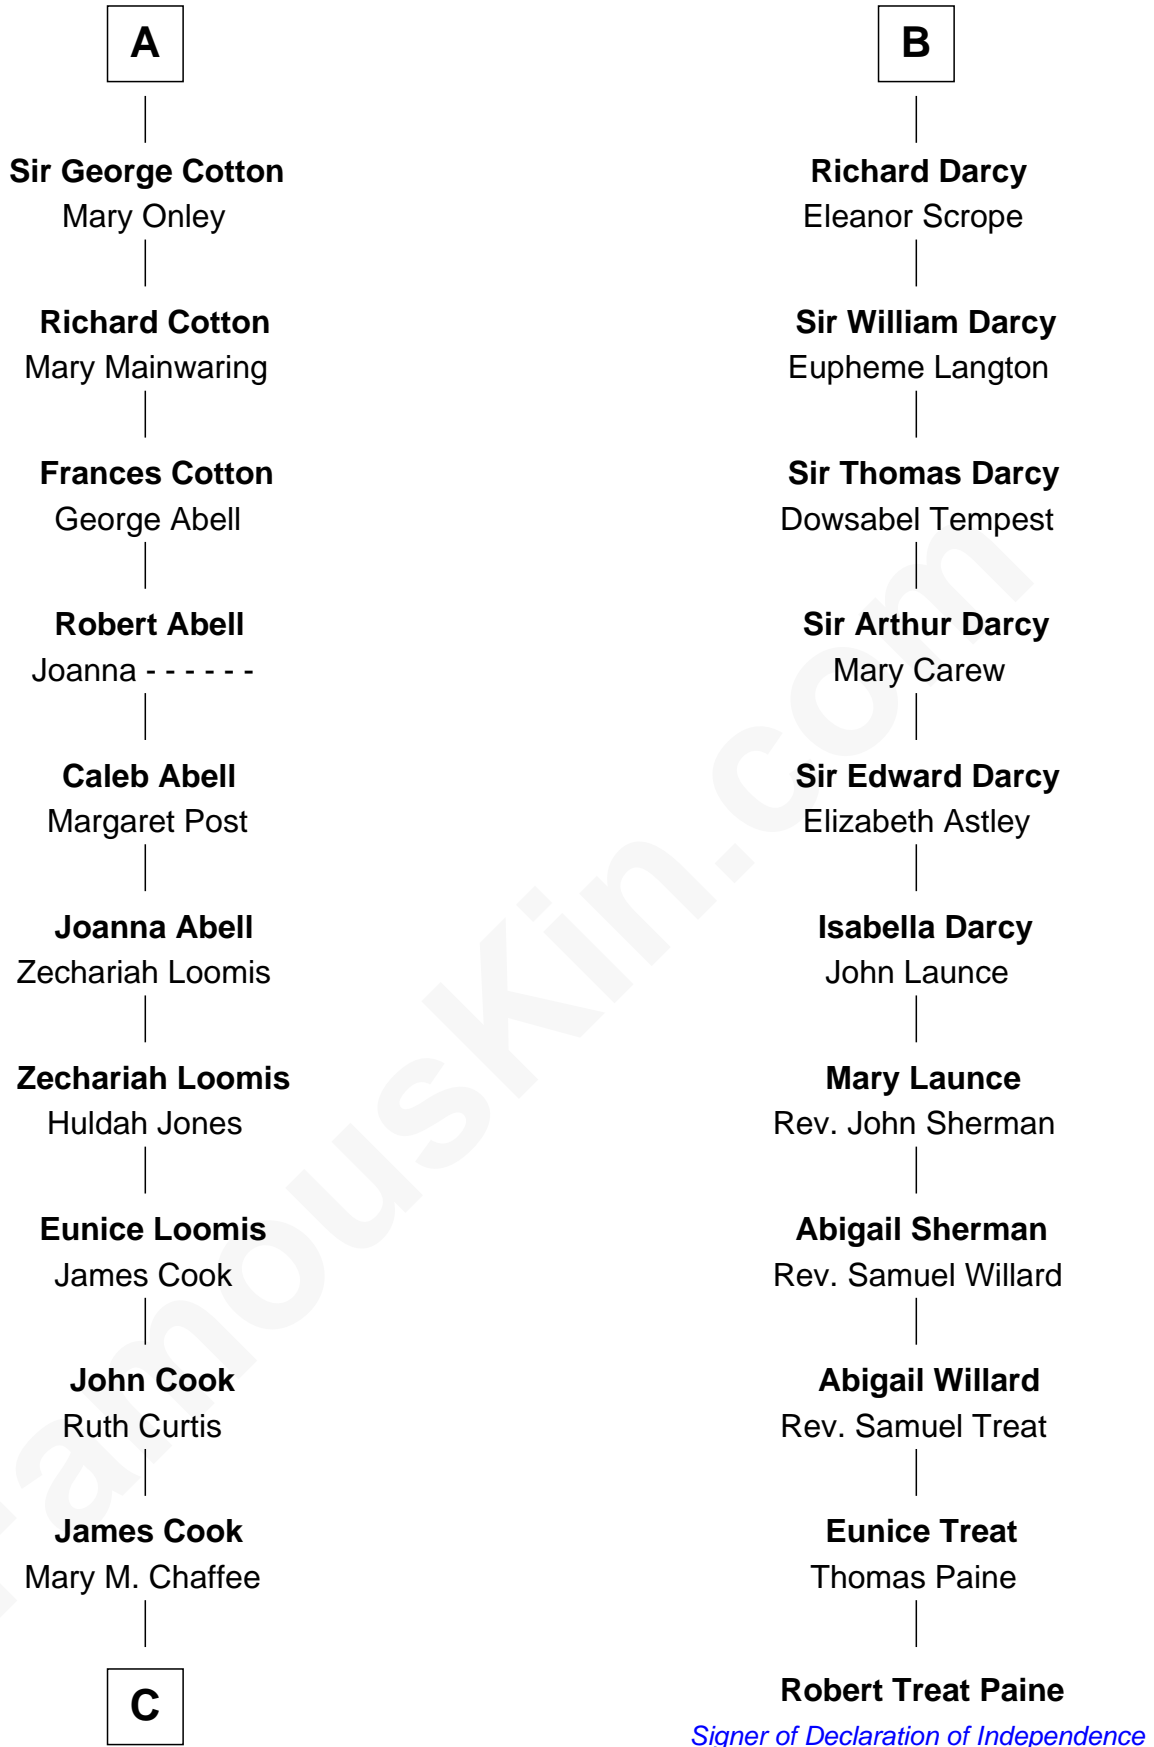 A
Sir George Cotton
Mary Onley
Richard Cotton
Mary Mainwaring
Frances Cotton
George Abell
Robert Abell
Joanna - - - - - -
Caleb Abell
Margaret Post
Joanna Abell
Zechariah Loomis
Zechariah Loomis
Huldah Jones
Eunice Loomis
James Cook
John Cook
Ruth Curtis
James Cook
Mary M. Chaffee
C
B
Richard Darcy
Eleanor Scrope
Sir William Darcy
Eupheme Langton
Sir Thomas Darcy
Dowsabel Tempest
Sir Arthur Darcy
Mary Carew
Sir Edward Darcy
Elizabeth Astley
Isabella Darcy
John Launce
Mary Launce
Rev. John Sherman
Abigail Sherman
Rev. Samuel Willard
Abigail Willard
Rev. Samuel Treat
Eunice Treat
Thomas Paine
Robert Treat Paine
Signer of Declaration of Independence
FamousKin.com